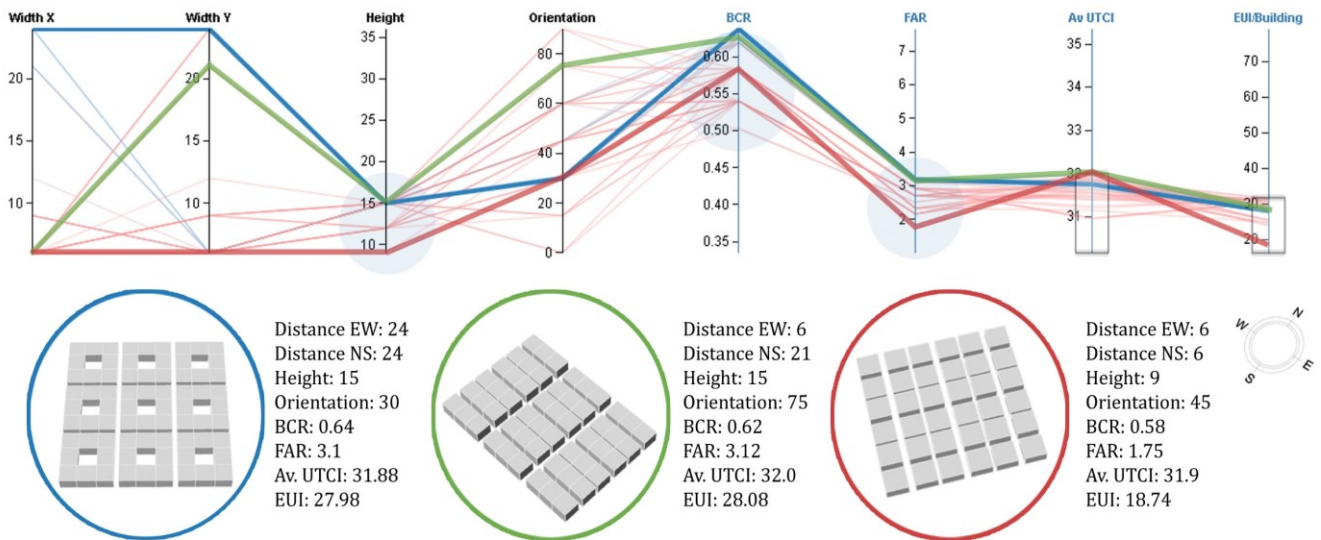 Width X Width Y Height Orientation BCR FAR Av UTCI EUI/Building
20
15
10
20
15
10
35
30
25
20
15
10
80
60
40
20
0
0.60
0.55
0.50
0.45
0.40
0.35
7
6
5
4
3
2
35
34
33
32
31
70
60
50
40
30
20
Distance EW: 24
Distance NS: 24
Height: 15
Orientation: 30
BCR: 0.64
FAR: 3.1
Av. UTCI: 31.88
EUI: 27.98
Distance EW: 6
Distance NS: 21
Height: 15
Orientation: 75
BCR: 0.62
FAR: 3.12
Av. UTCI: 32.0
EUI: 28.08
Distance EW: 6
Distance NS: 6
Height: 9
Orientation: 45
BCR: 0.58
FAR: 1.75
Av. UTCI: 31.9
EUI: 18.74
N
W
E
S